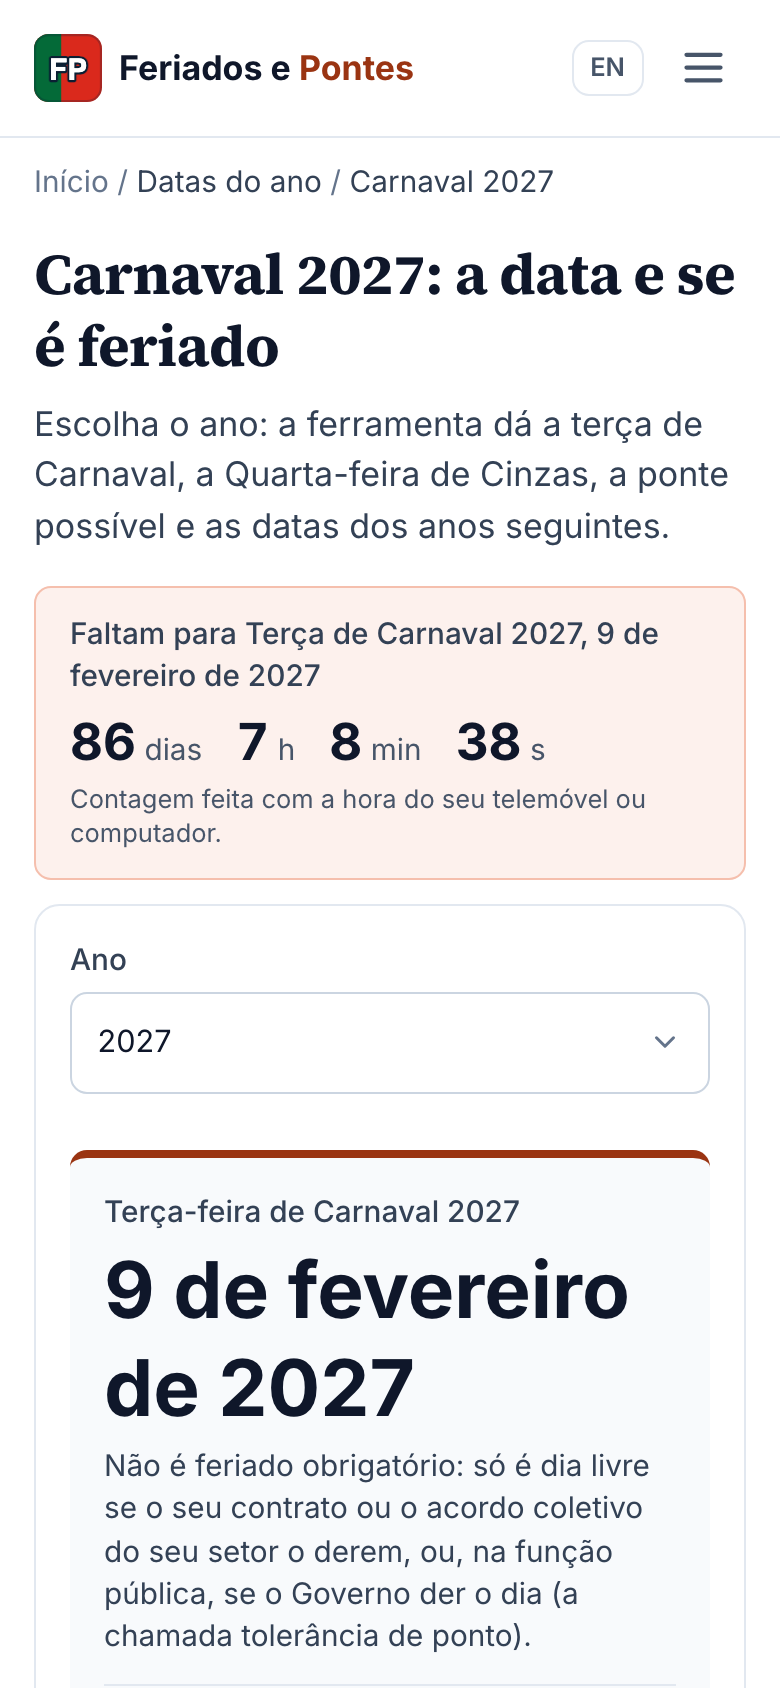 FP Feriados e Pontes EN
Início / Datas do ano / Carnaval 2027
Carnaval 2027: a data e se
é feriado
Escolha o ano: a ferramenta dá a terça de
Carnaval, a Quarta-feira de Cinzas, a ponte
possível e as datas dos anos seguintes.
Faltam para Terça de Carnaval 2027, 9 de
fevereiro de 2027
86 dias 7 h 8 min 38 s
Contagem feita com a hora do seu telemóvel ou
computador.
Ano
2027
Terça-feira de Carnaval 2027
9 de fevereiro
de 2027
Não é feriado obrigatório: só é dia livre
se o seu contrato ou o acordo coletivo
do seu setor o derem, ou, na função
pública, se o Governo der o dia (a
chamada tolerância de ponto).